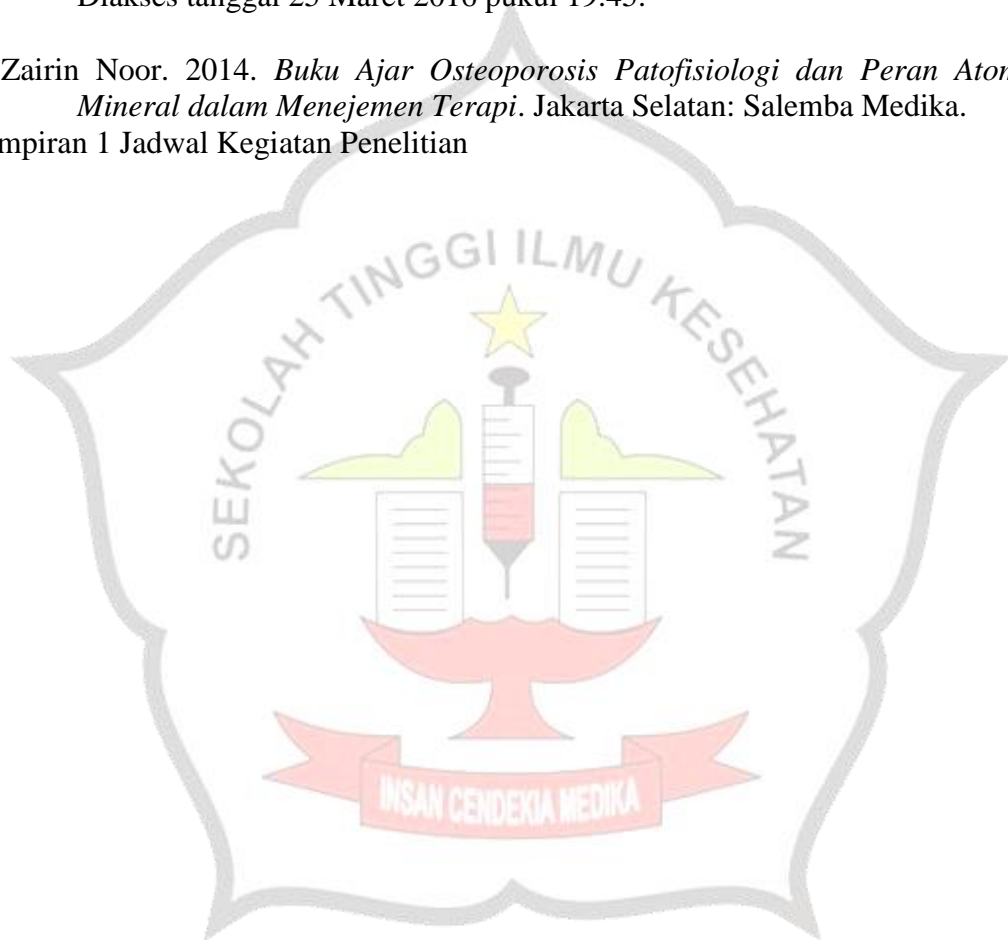 Diakses tanggal 25 Maret 2016 pukul 19.45.
Zairin Noor. 2014. Buku Ajar Osteoporosis Patofisiologi dan Peran Atom
Mineral dalam Menejemen Terapi. Jakarta Selatan: Salemba Medika.
mpiran 1 Jadwal Kegiatan Penelitian
SEKOLAH TINGGI ILMU KESEHATAN
INSAN CENDEKIA MEDIKA